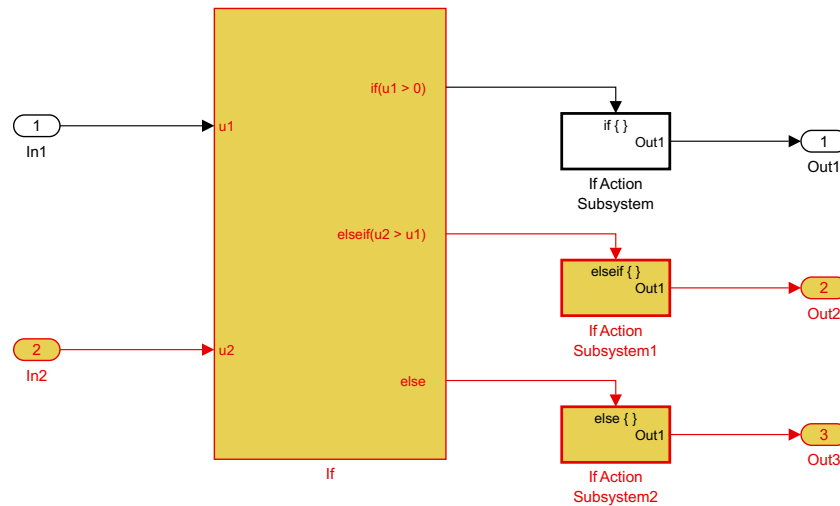 if(u1 > 0)
1
In1
u1
if { }
Out1
1
Out1
If Action
Subsystem
elseif(u2 > u1)
elseif { }
Out1
2
Out2
If Action
Subsystem1
2
In2
u2
else
else { }
Out1
3
Out3
If
If Action
Subsystem2